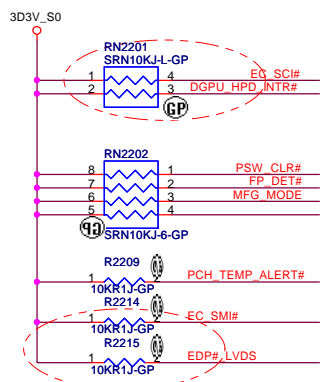 3D3V_S0
RN2201
SRN10KJ-L-GP
1 4 EC_SCI#
2 3 DGPU_HPD_INTR#
GP
RN2202
8 1 PSW_CLR#
7 2 FP_DET#
6 3 MFG_MODE
5 4
GP
SRN10KJ-6-GP
R2209
1 2 PCH_TEMP_ALERT#
10KR1J-GP
R2214
1 2 EC_SMI#
10KR1J-GP
R2215
1 2 EDP#_LVDS
10KR1J-GP